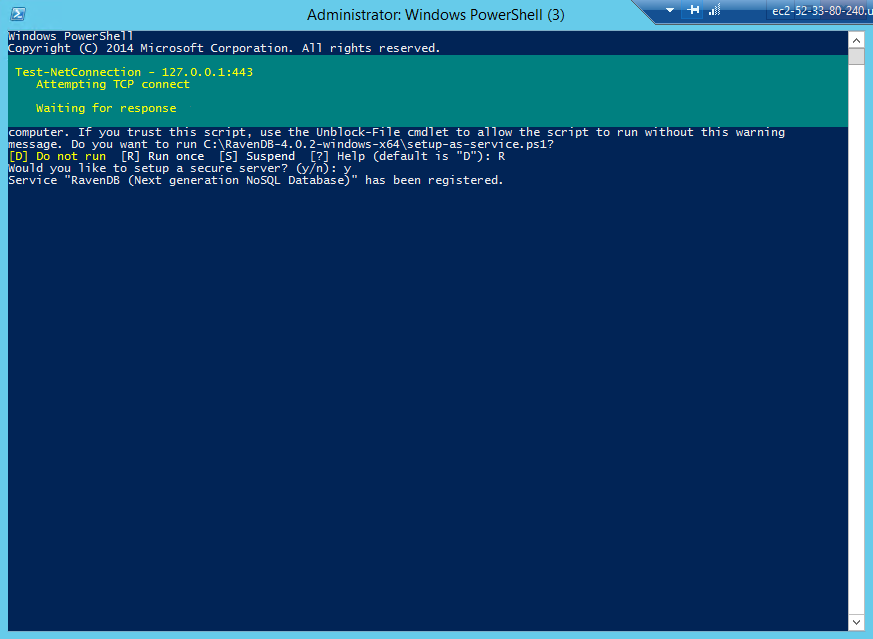 Administrator: Windows PowerShell (3)
ec2-52-33-80-240.u
Windows PowerShell
Copyright (C) 2014 Microsoft Corporation. All rights reserved.
Test-NetConnection - 127.0.0.1:443
Attempting TCP connect
Waiting for response
computer. If you trust this script, use the Unblock-File cmdlet to allow the script to run without this warning
message. Do you want to run C:\RavenDB-4.0.2-windows-x64\setup-as-service.ps1?
[D] Do not run  [R] Run once  [S] Suspend  [?] Help (default is "D"): R
Would you like to setup a secure server? (y/n): y
Service "RavenDB (Next generation NoSQL Database)" has been registered.